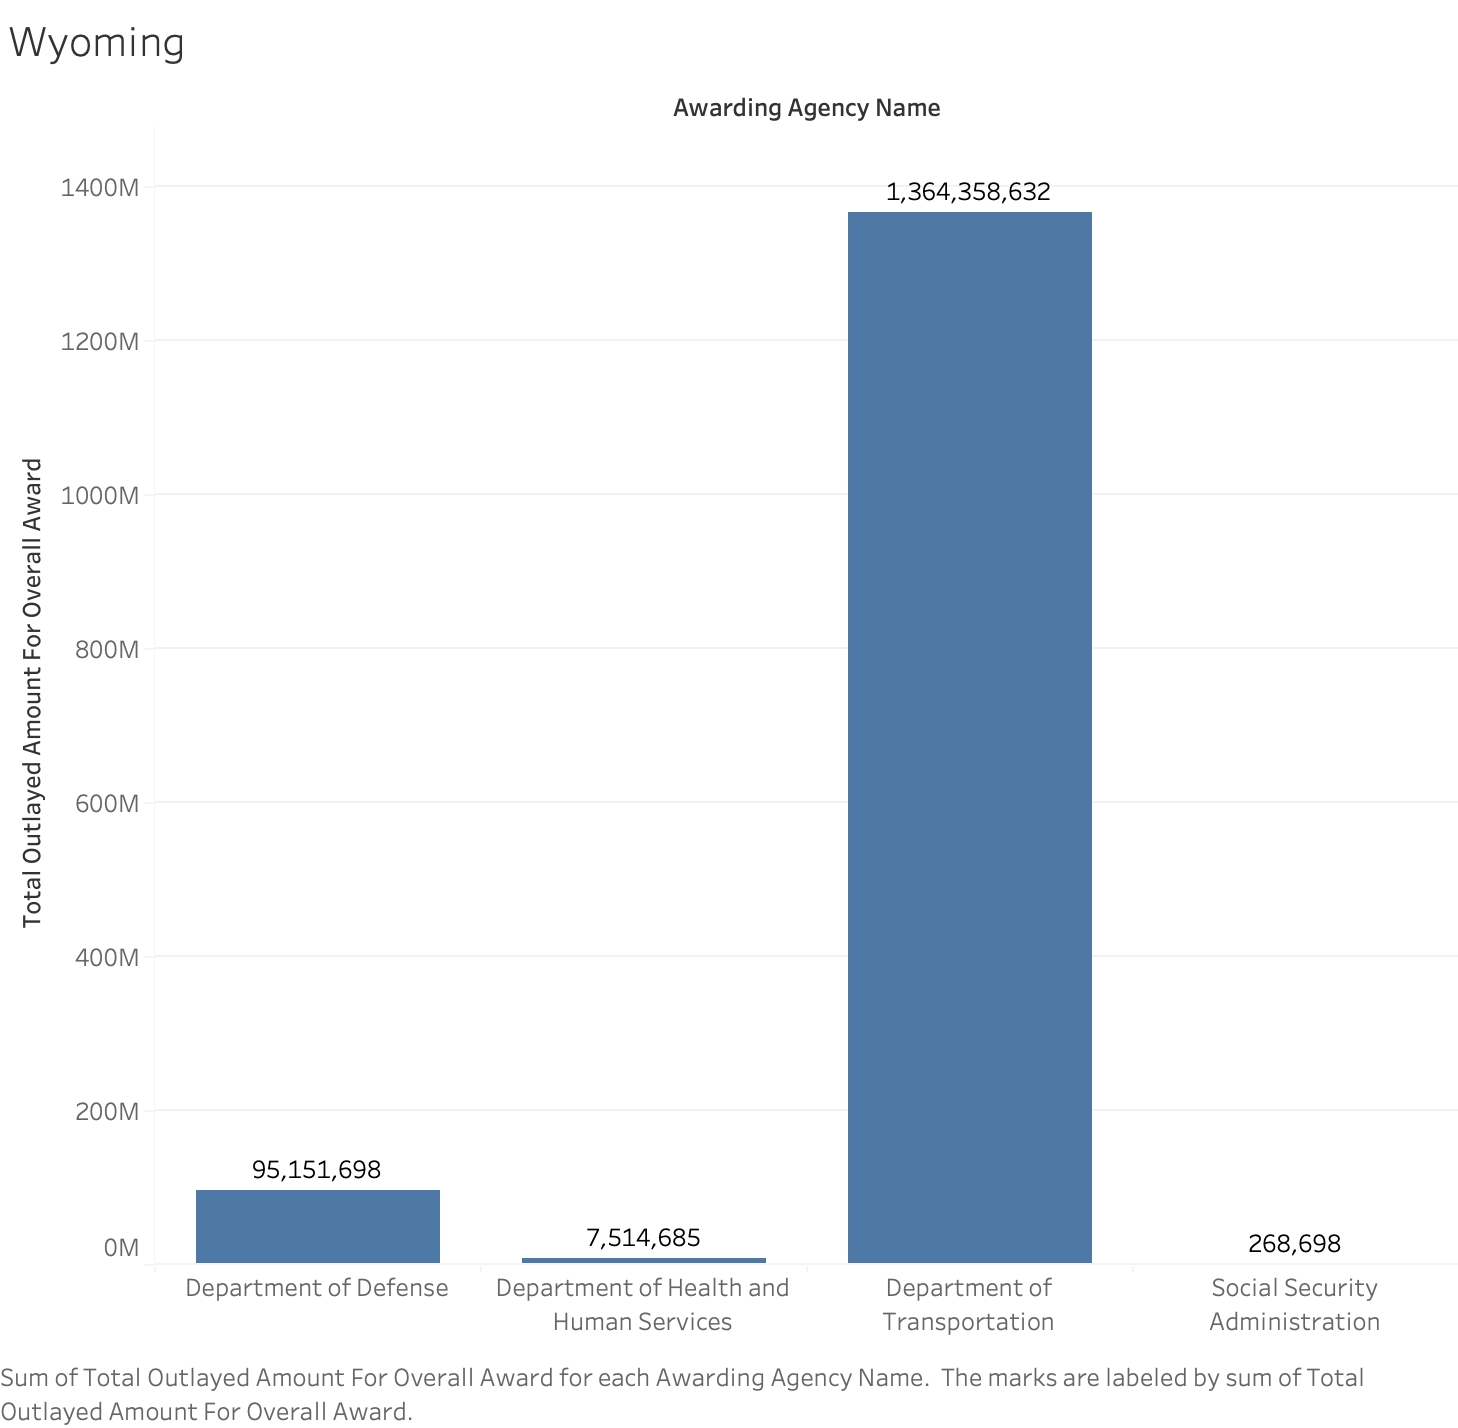 Wyoming
Awarding Agency Name
Total Outlayed Amount For Overall Award
1400M
1200M
1000M
800M
600M
400M
200M
0M
95,151,698
7,514,685
1,364,358,632
268,698
Department of Defense
Department of Health and
Human Services
Department of
Transportation
Social Security
Administration
Sum of Total Outlayed Amount For Overall Award for each Awarding Agency Name.  The marks are labeled by sum of Total
Outlayed Amount For Overall Award.